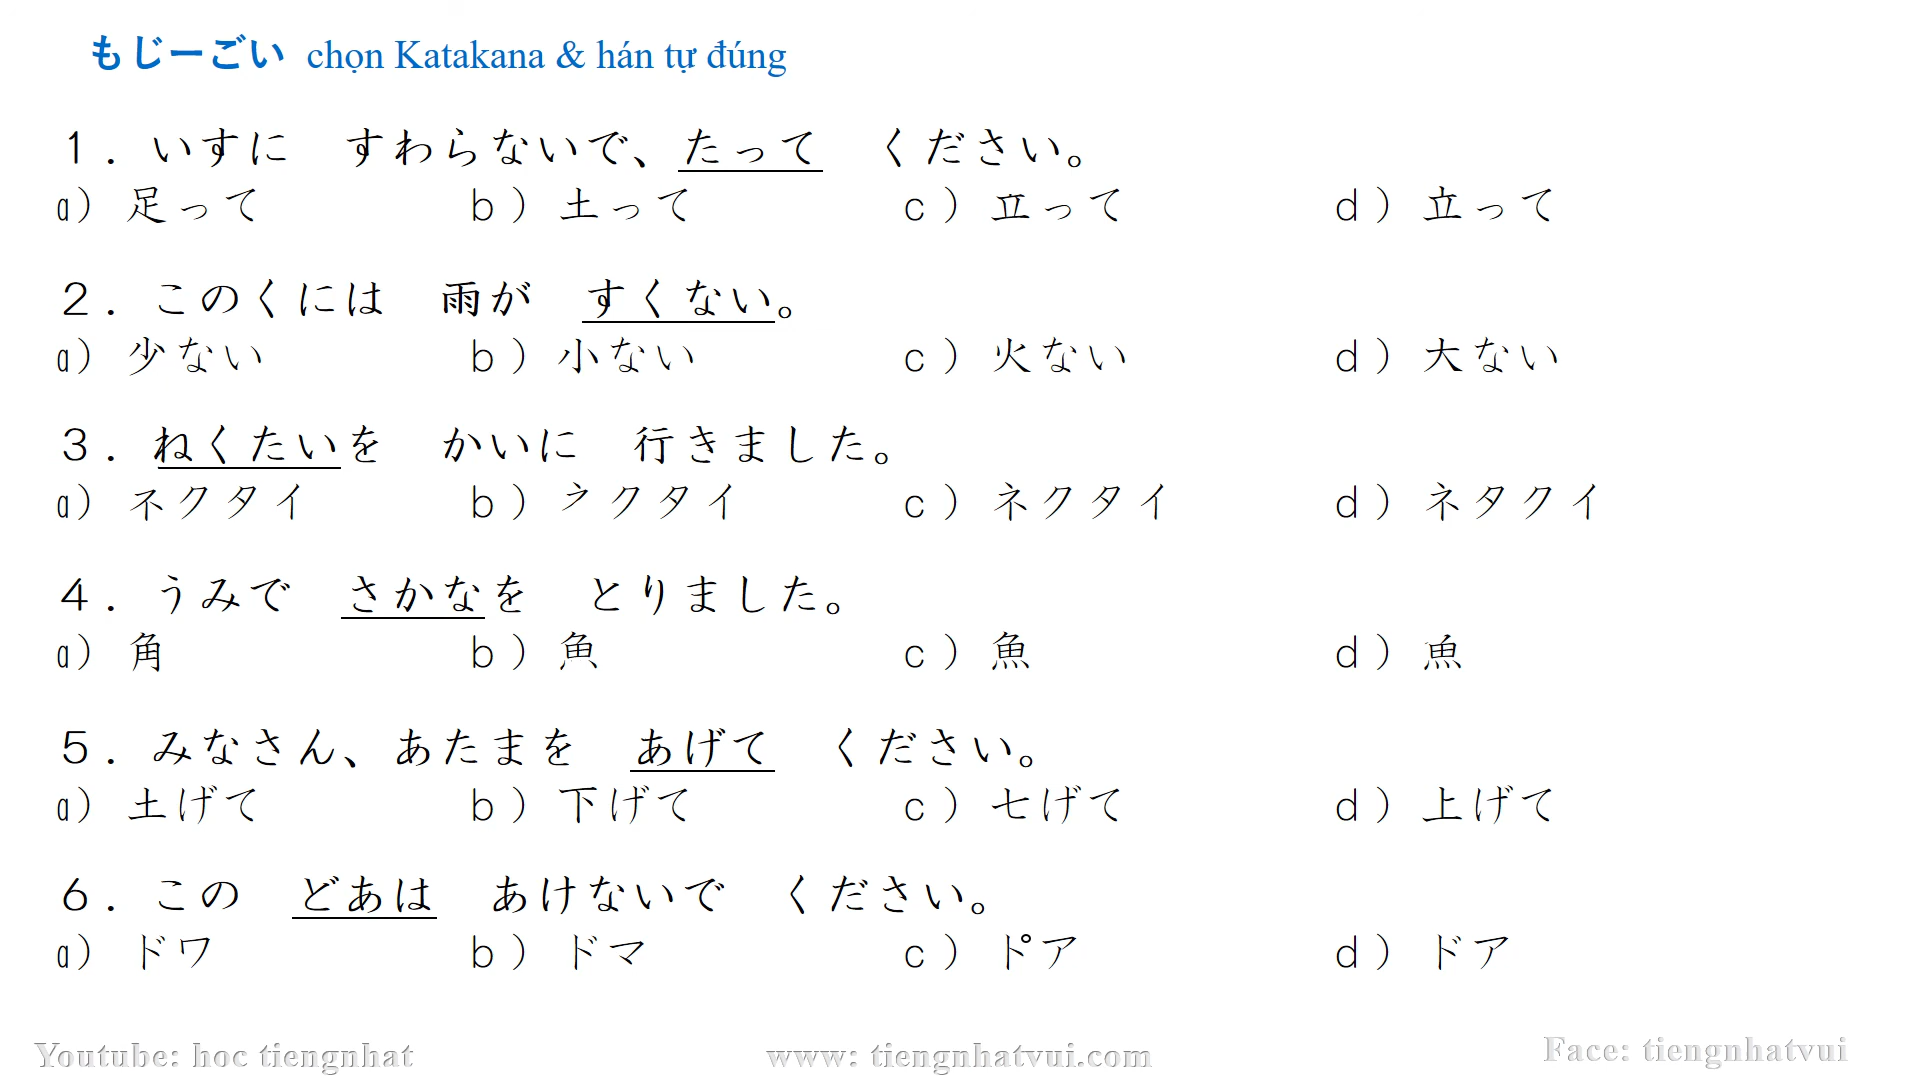 もじーごい chọn Katakana & hán tự đúng
１．いすに　すわらないで、たって　ください。
a）足って　b）土って　c）立って　d）立って
２．このくには　雨が　すくない。
a）少ない　b）小ない　c）火ない　d）大ない
３．ねくたいを　かいに　行きました。
a）ネクタイ　b）クタイ　c）ネクタイ　d）ネタクイ
４．うみで　さかなを　とりました。
a）角　b）魚　c）魚　d）
５．みなさん、あたまを　あげて　ください。
a）土げて　b）下げて　c）七げて　d）上げて
６．この　どあは　あけないで　ください。
a）ドワ　b）ドマ　c）ト゜ア　d）ドア
Youtube: hoc tiengnhat
www: tiengnhatvui.com
Face: tiengnhatvui